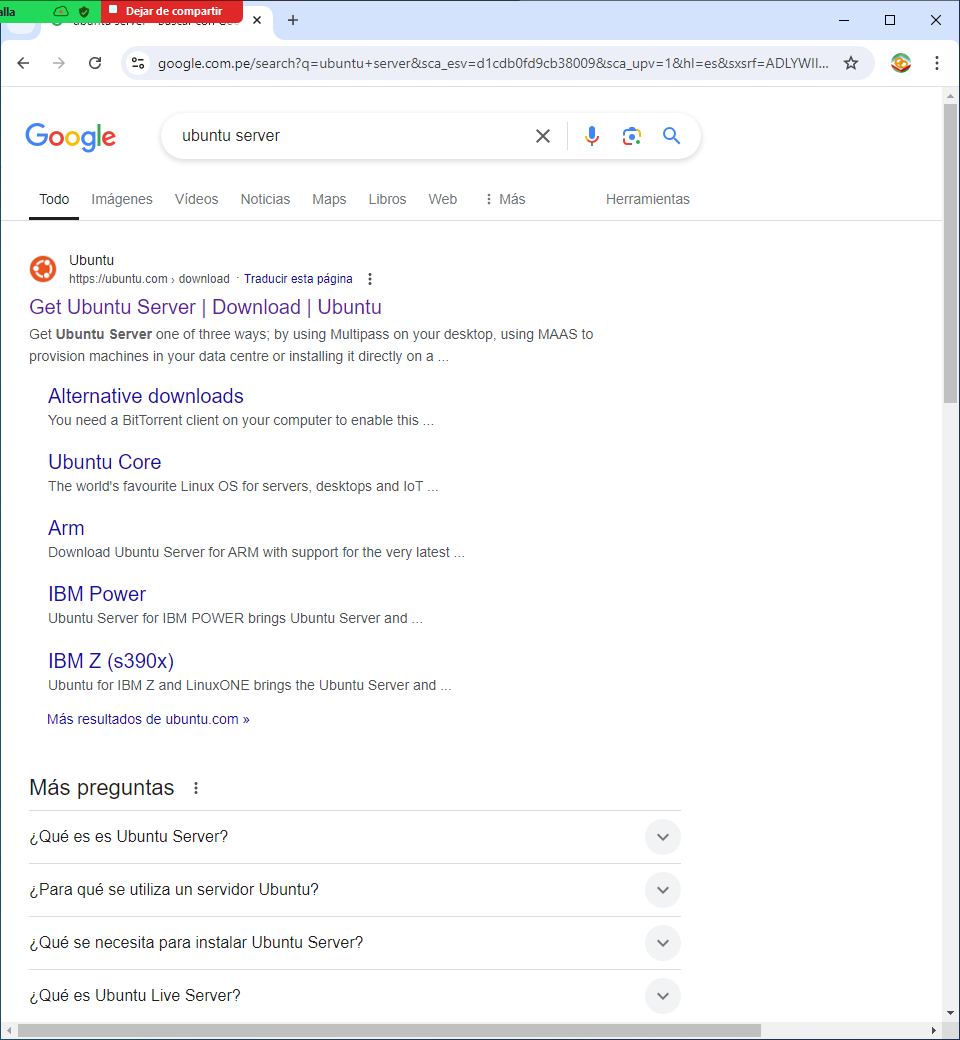 alla
Dejar de compartir
google.com.pe/search?q=ubuntu+server&sca_esv=d1cdb0fd9cb38009&sca_upv=1&hl=es&sxsrf=ADLYWIl...
Google
ubuntu server
Todo
Imágenes
Vídeos
Noticias
Maps
Libros
Web
Más
Herramientas
Ubuntu
https://ubuntu.com › download · Traducir esta página
Get Ubuntu Server | Download | Ubuntu
Get Ubuntu Server one of three ways; by using Multipass on your desktop, using MAAS to
provision machines in your data centre or installing it directly on a ...
Alternative downloads
You need a BitTorrent client on your computer to enable this ...
Ubuntu Core
The world's favourite Linux OS for servers, desktops and IoT ...
Arm
Download Ubuntu Server for ARM with support for the very latest ...
IBM Power
Ubuntu Server for IBM POWER brings Ubuntu Server and ...
IBM Z (s390x)
Ubuntu for IBM Z and LinuxONE brings the Ubuntu Server and ...
Más resultados de ubuntu.com »
Más preguntas
¿Qué es es Ubuntu Server?
¿Para qué se utiliza un servidor Ubuntu?
¿Qué se necesita para instalar Ubuntu Server?
¿Qué es Ubuntu Live Server?